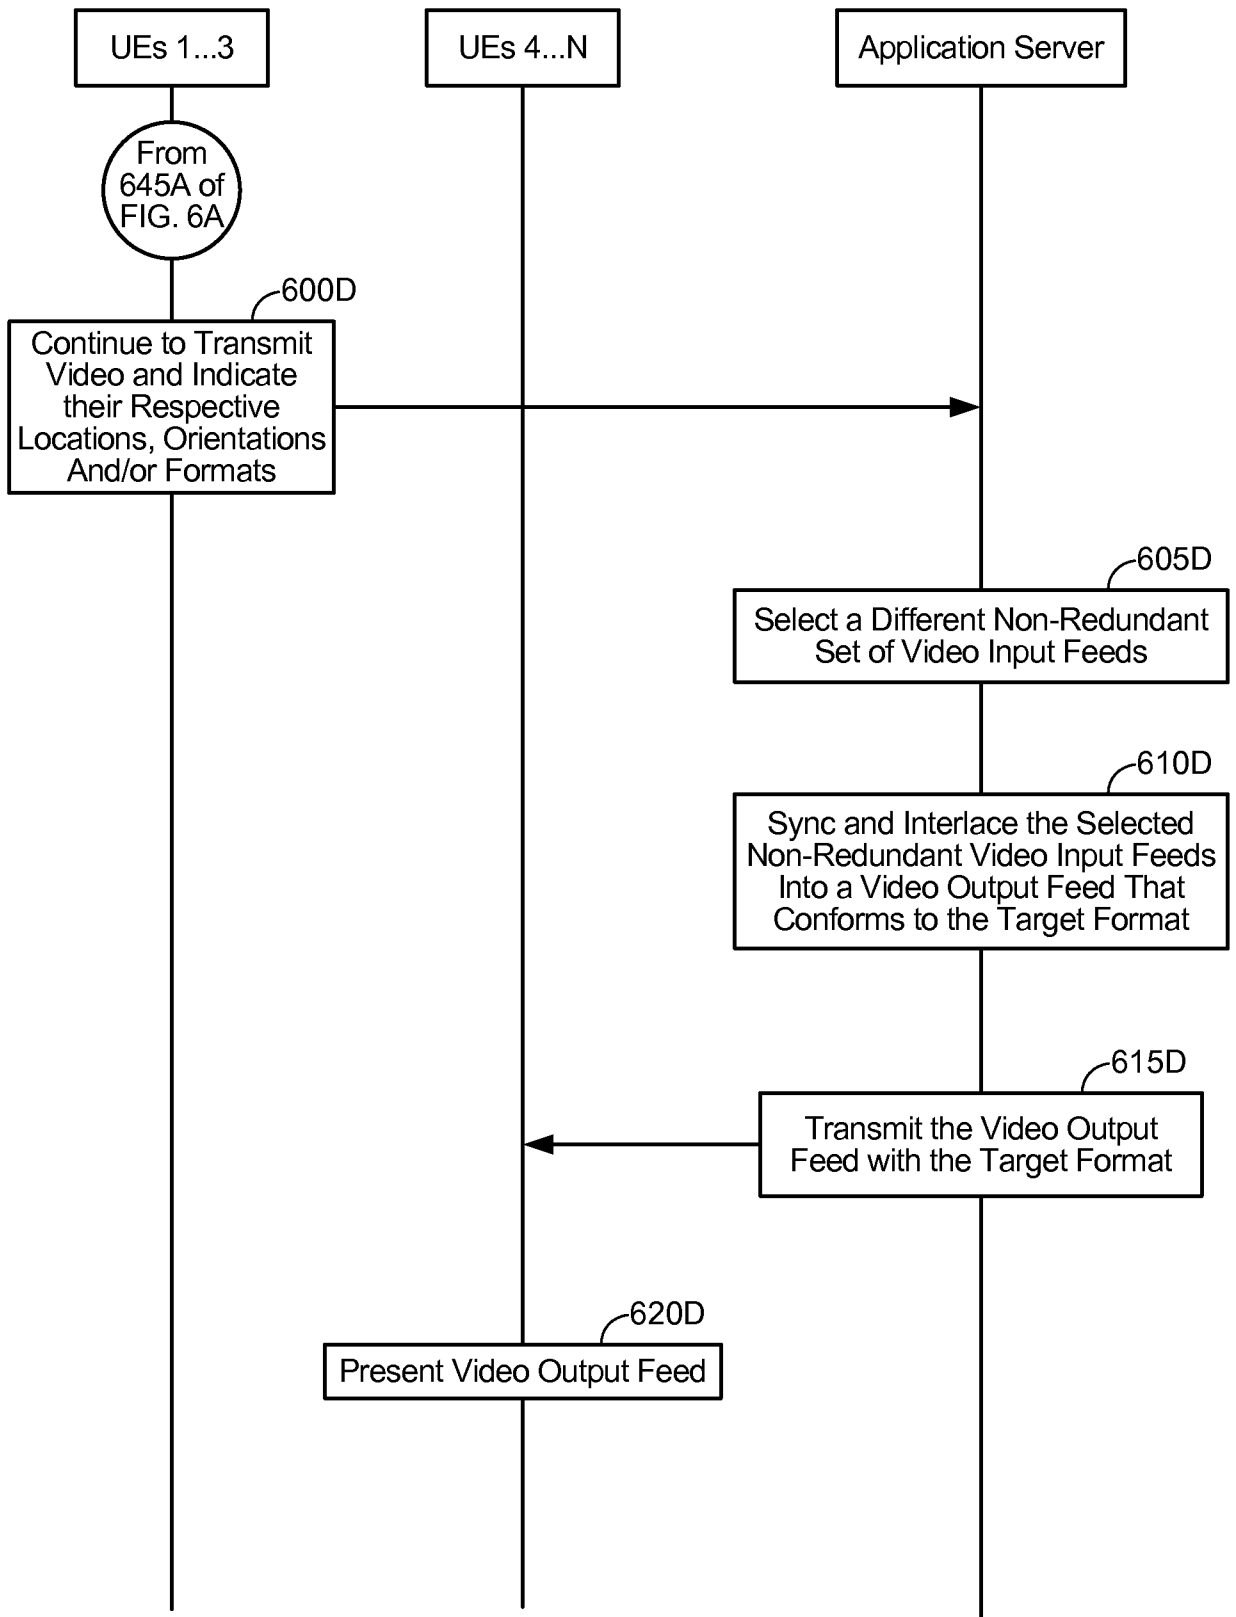 UEs 1...3
UEs 4...N
Application Server
From
645A of
FIG. 6A
600D
Continue to Transmit
Video and Indicate
their Respective
Locations, Orientations
And/or Formats
605D
Select a Different Non-Redundant
Set of Video Input Feeds
610D
Sync and Interlace the Selected
Non-Redundant Video Input Feeds
Into a Video Output Feed That
Conforms to the Target Format
615D
Transmit the Video Output
Feed with the Target Format
620D
Present Video Output Feed